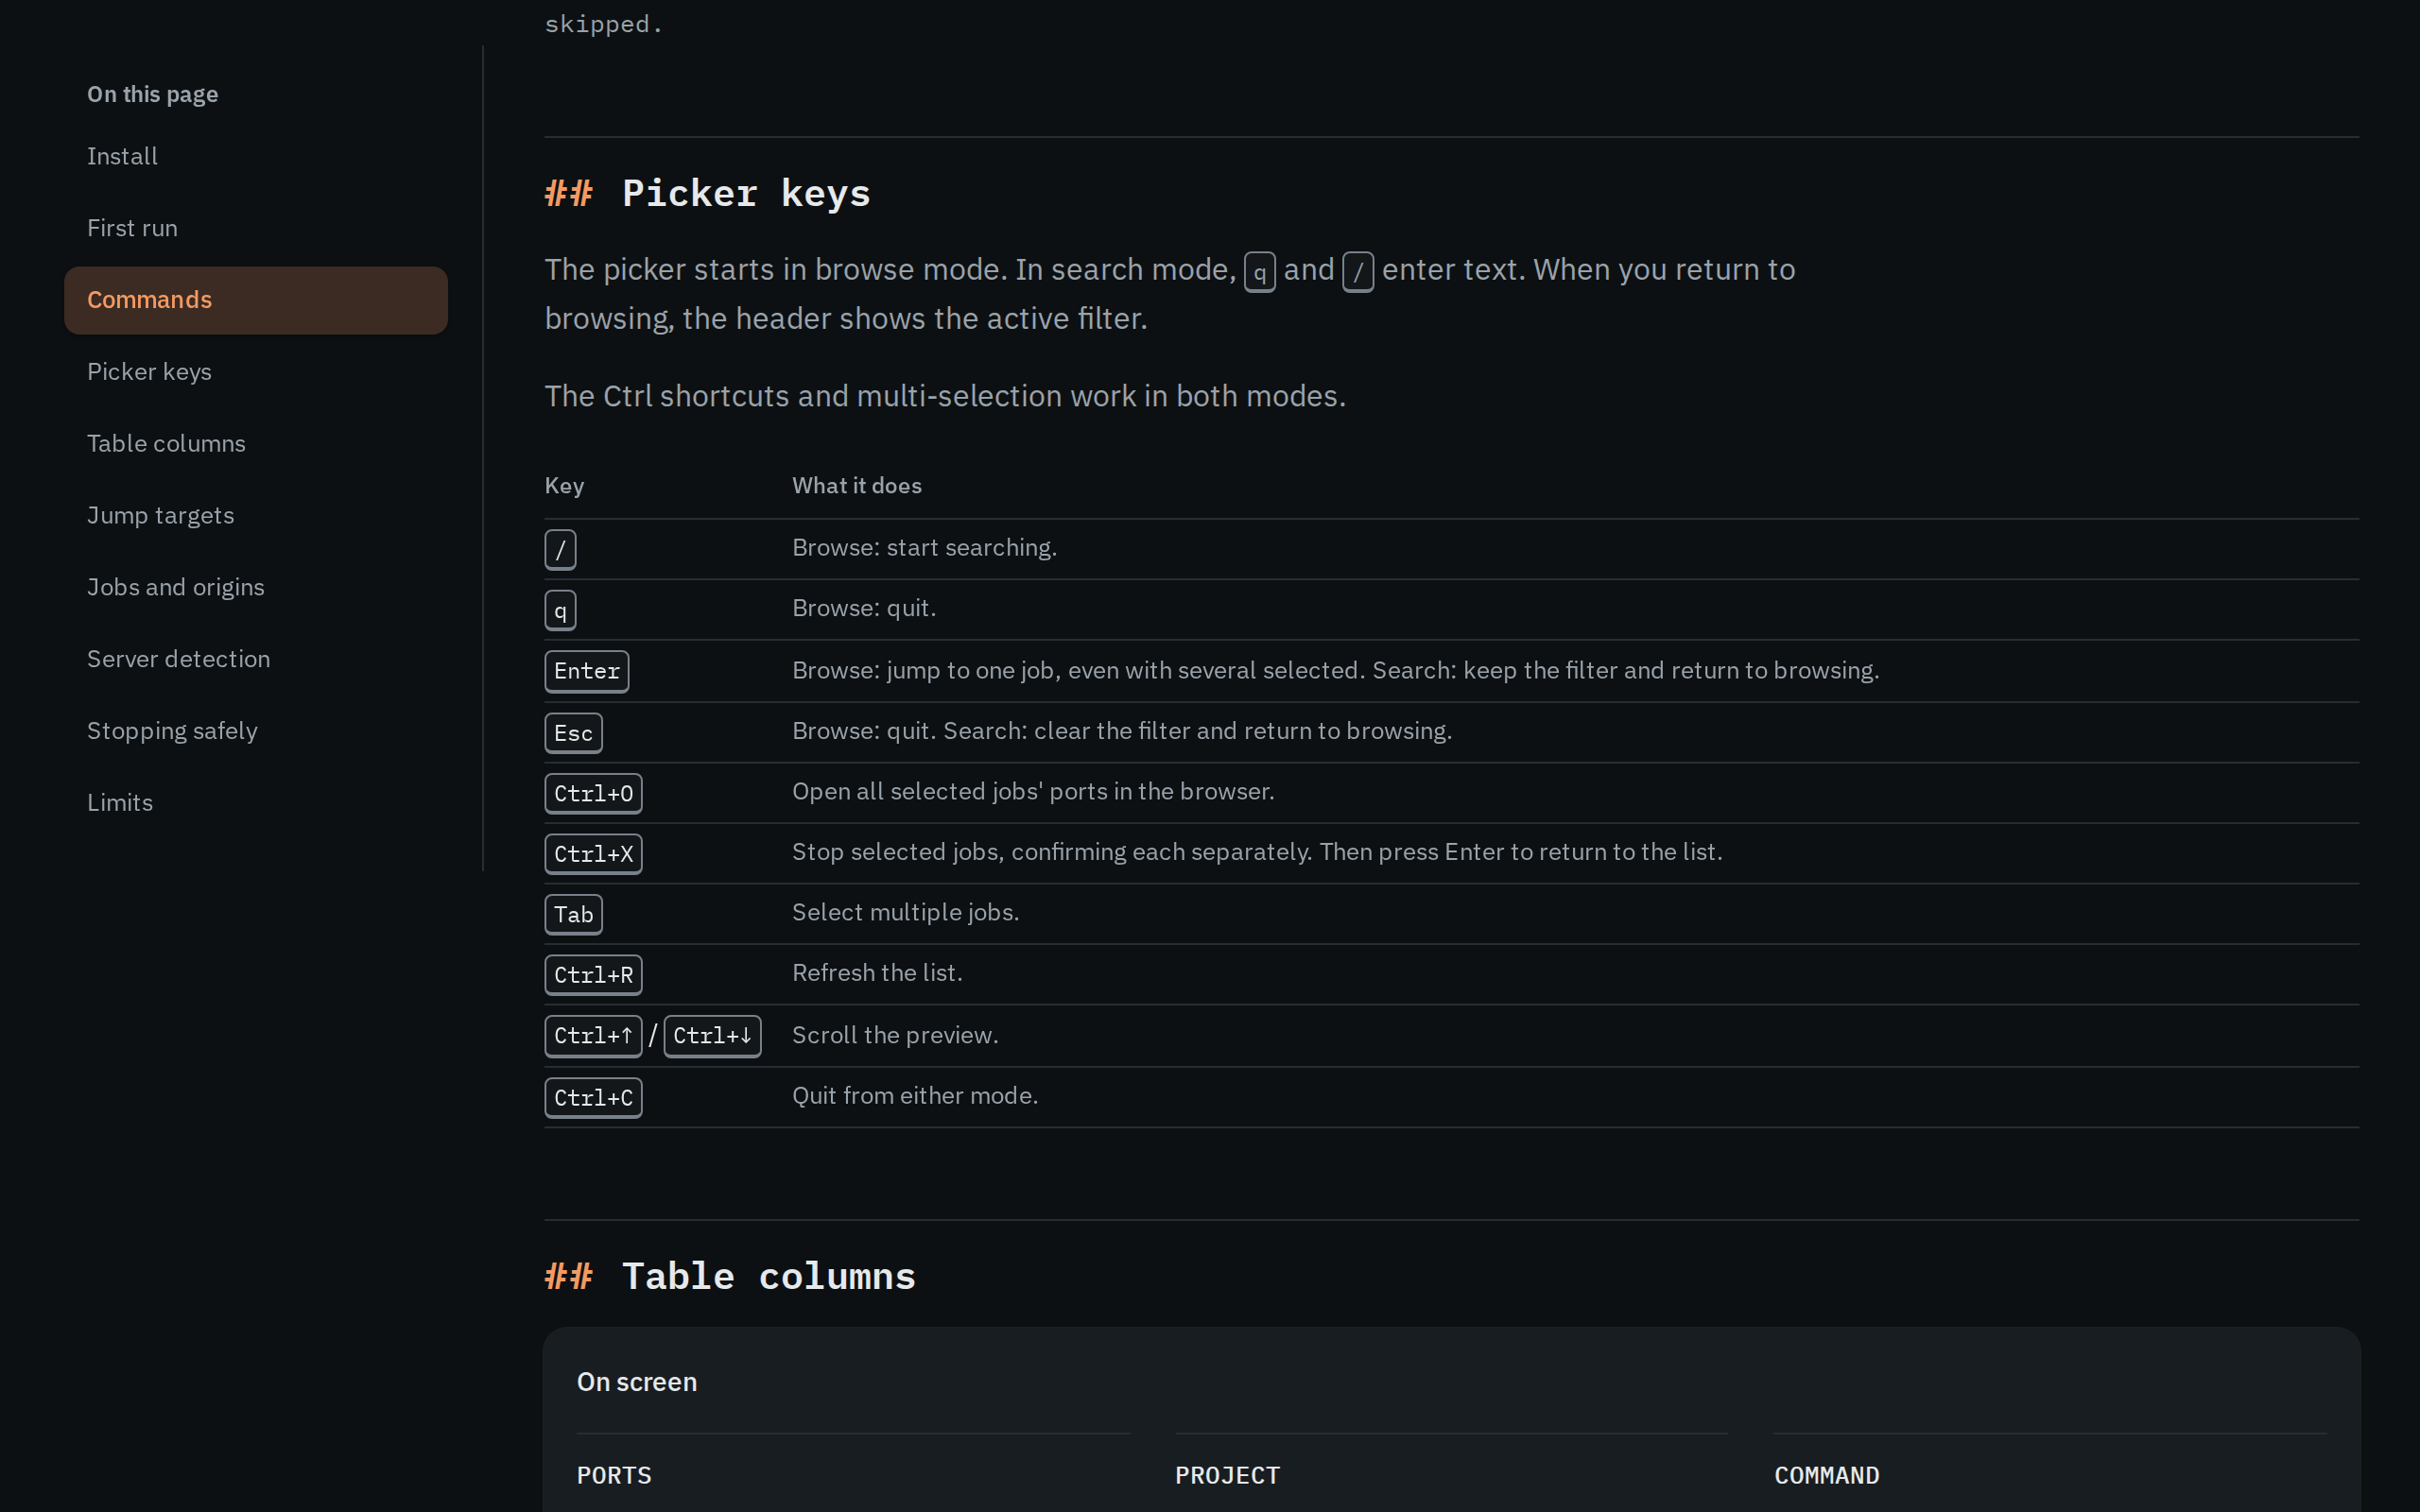 skipped.
On this page
Install
First run
Commands
Picker keys
Table columns
Jump targets
Jobs and origins
Server detection
Stopping safely
Limits
## Picker keys
The picker starts in browse mode. In search mode, q and / enter text. When you return to
browsing, the header shows the active filter.
The Ctrl shortcuts and multi-selection work in both modes.
Key What it does
/ Browse: start searching.
q Browse: quit.
Enter Browse: jump to one job, even with several selected. Search: keep the filter and return to browsing.
Esc Browse: quit. Search: clear the filter and return to browsing.
Ctrl+O Open all selected jobs' ports in the browser.
Ctrl+X Stop selected jobs, confirming each separately. Then press Enter to return to the list.
Tab Select multiple jobs.
Ctrl+R Refresh the list.
Ctrl+↑ / Ctrl+↓ Scroll the preview.
Ctrl+C Quit from either mode.
## Table columns
On screen
PORTS PROJECT COMMAND